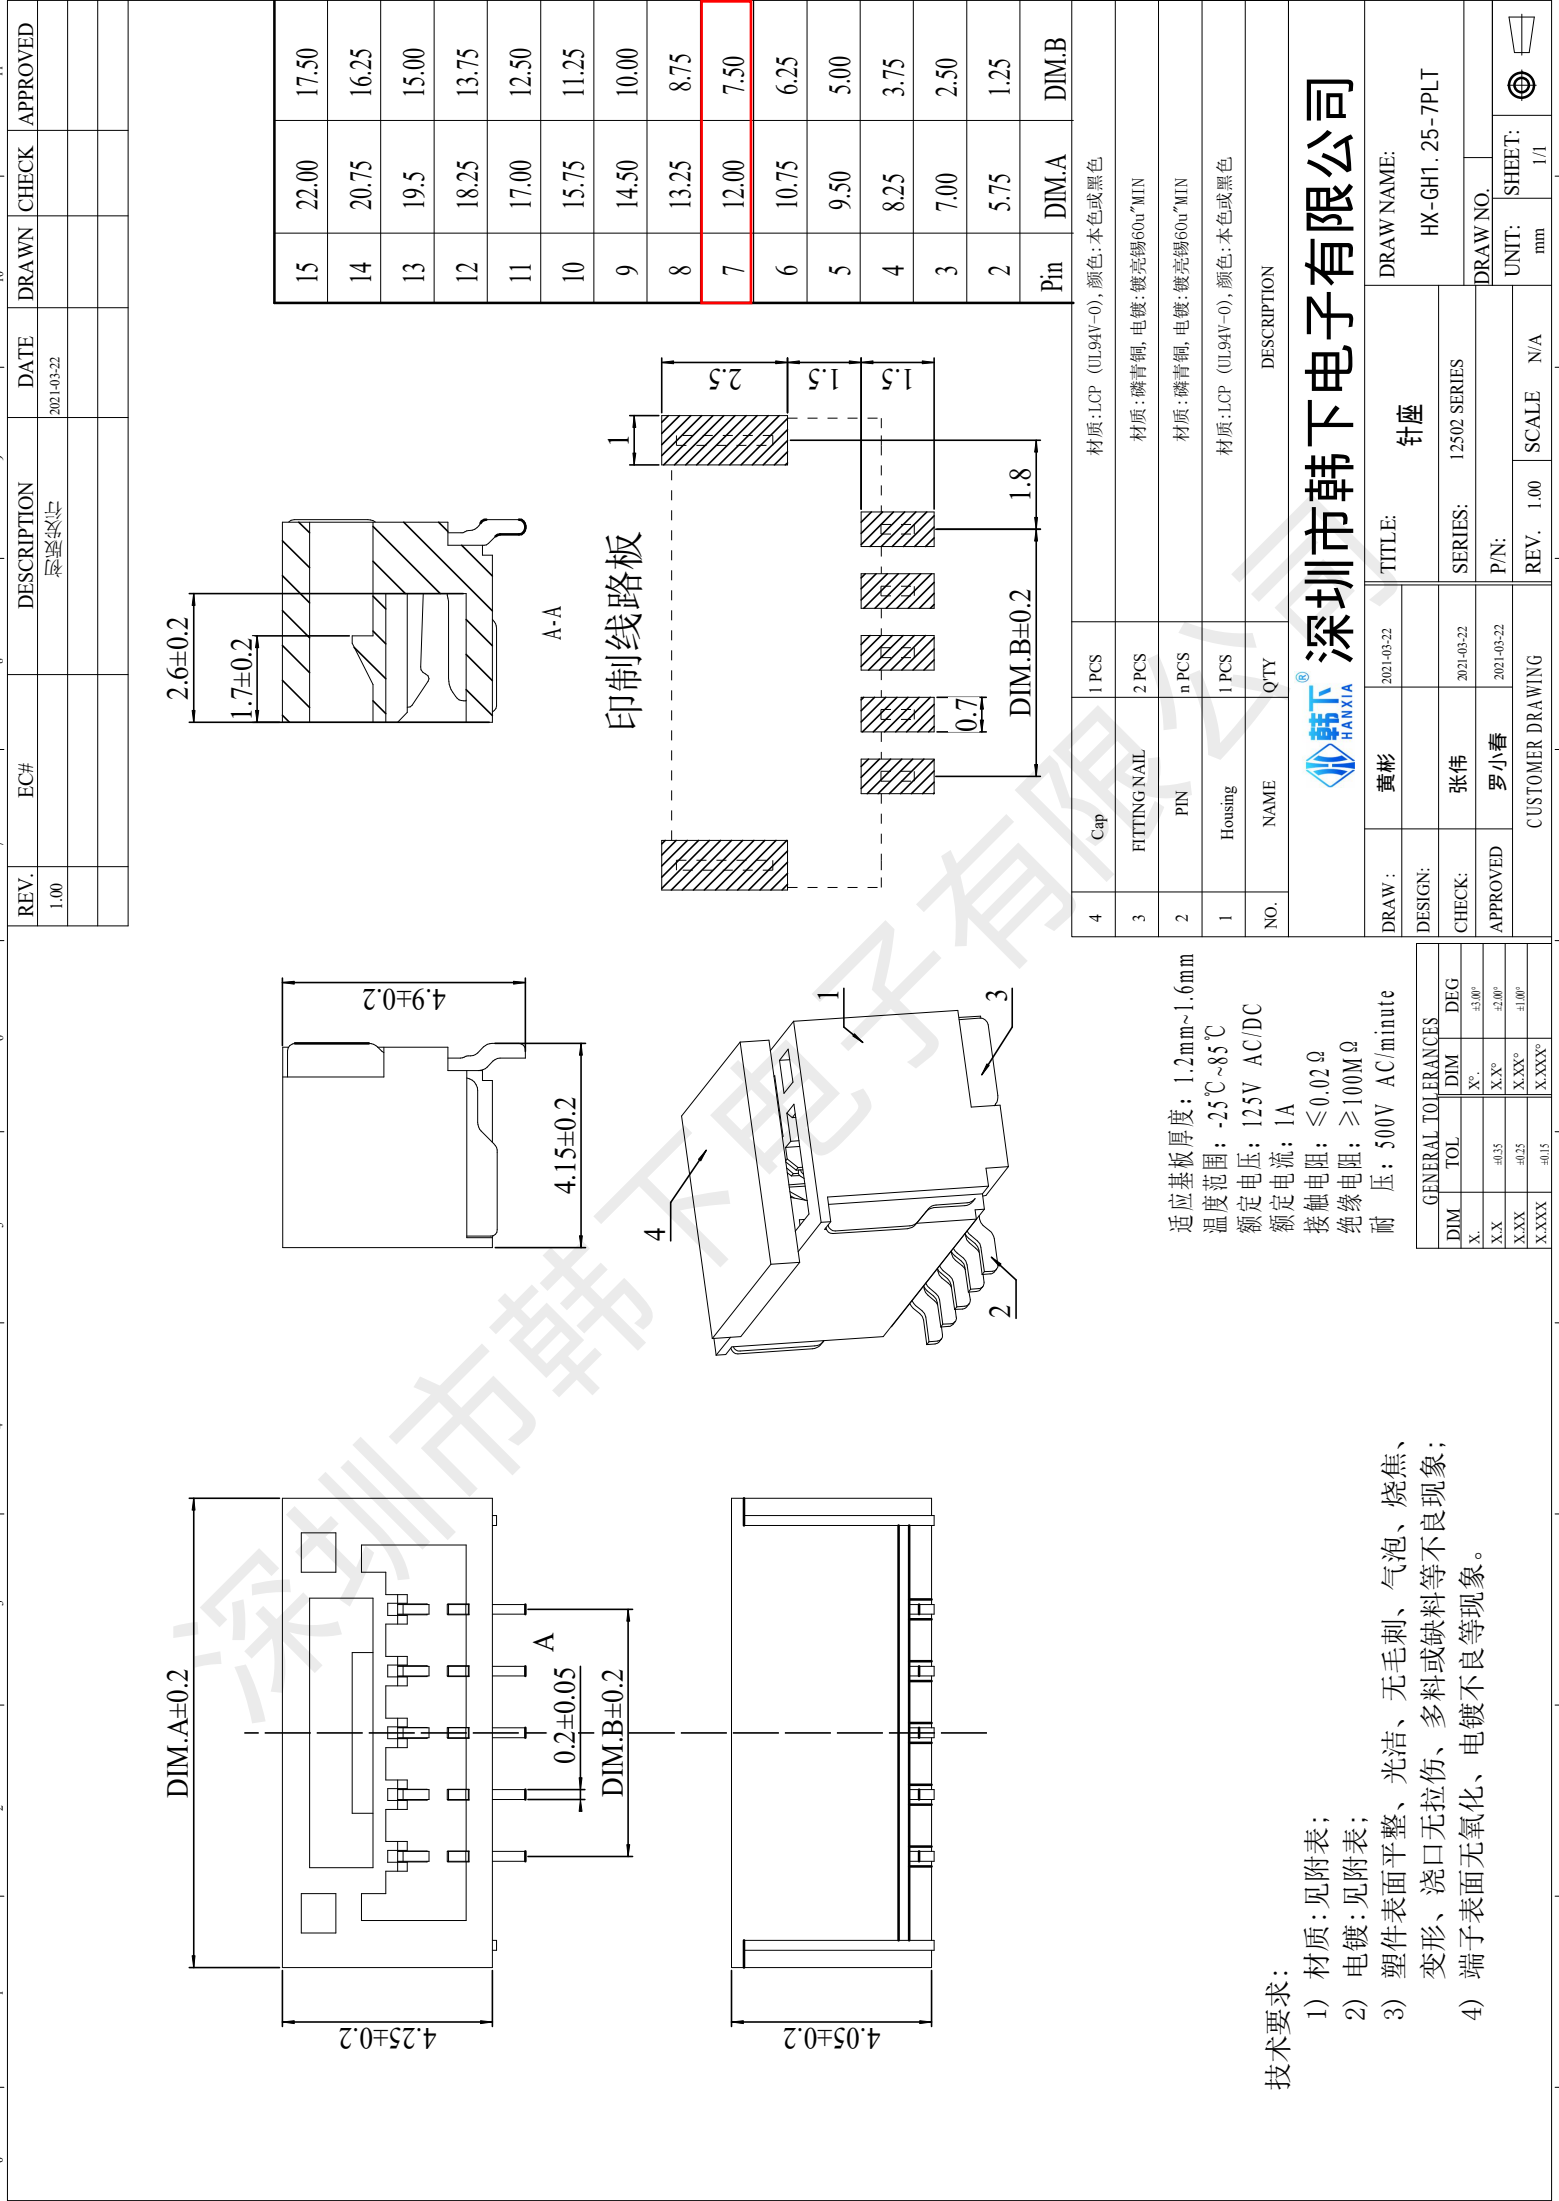 REV. EC# DESCRIPTION DATE DRAWN CHECK APPROVED
1.00 初版发行 2021-03-22
DIM.A±0.2
4.25±0.2
A
0.2±0.05
DIM.B±0.2
4.05±0.2
4.9±0.2
4.15±0.2
2.6±0.2
1.7±0.2
A-A
4
1
3
2
印制线路板
1
2.5
1.5
1.5
1.8
0.7
DIM.B±0.2
15 22.00 17.50
14 20.75 16.25
13 19.5 15.00
12 18.25 13.75
11 17.00 12.50
10 15.75 11.25
9 14.50 10.00
8 13.25 8.75
7 12.00 7.50
6 10.75 6.25
5 9.50 5.00
4 8.25 3.75
3 7.00 2.50
2 5.75 1.25
Pin DIM.A DIM.B
技术要求：
1) 材质：见附表；
2) 电镀：见附表；
3) 塑件表面平整、光洁、无毛刺、气泡、烧焦、
变形、浇口无拉伤、多料或缺料等不良现象；
4) 端子表面无氧化、电镀不良等现象。
适应基板厚度：1.2mm~1.6mm
温度范围：-25℃~85℃
额定电压：125V AC/DC
额定电流：1A
接触电阻：≤0.02Ω
绝缘电阻：≥100MΩ
耐 压：500V AC/minute
GENERAL TOLERANCES
DIM TOL DIM DEG
X. X°. ±3.00°
X.X ±0.35 X.X° ±2.00°
X.XX ±0.25 X.XX° ±1.00°
X.XXX ±0.15 X.XXX°
4 Cap 1 PCS 材质:LCP (UL94V-0),颜色:本色或黑色
3 FITTING NAIL 2 PCS 材质:磷青铜,电镀:镀亮锡60u"MIN
2 PIN n PCS 材质:磷青铜,电镀:镀亮锡60u"MIN
1 Housing 1 PCS 材质:LCP (UL94V-0),颜色:本色或黑色
NO. NAME Q'TY DESCRIPTION
韩下® HANXIA 深圳市韩下电子有限公司
DRAW : 黄彬 2021-03-22
DESIGN:
CHECK: 张伟 2021-03-22
APPROVED 罗小春 2021-03-22
CUSTOMER DRAWING
TITLE: 针座
DRAW NAME: HX-GH1.25-7PLT
SERIES: 12502 SERIES
P/N:
DRAW NO.
REV. 1.00 SCALE N/A
UNIT: mm
SHEET: 1/1
深圳市韩下电子有限公司